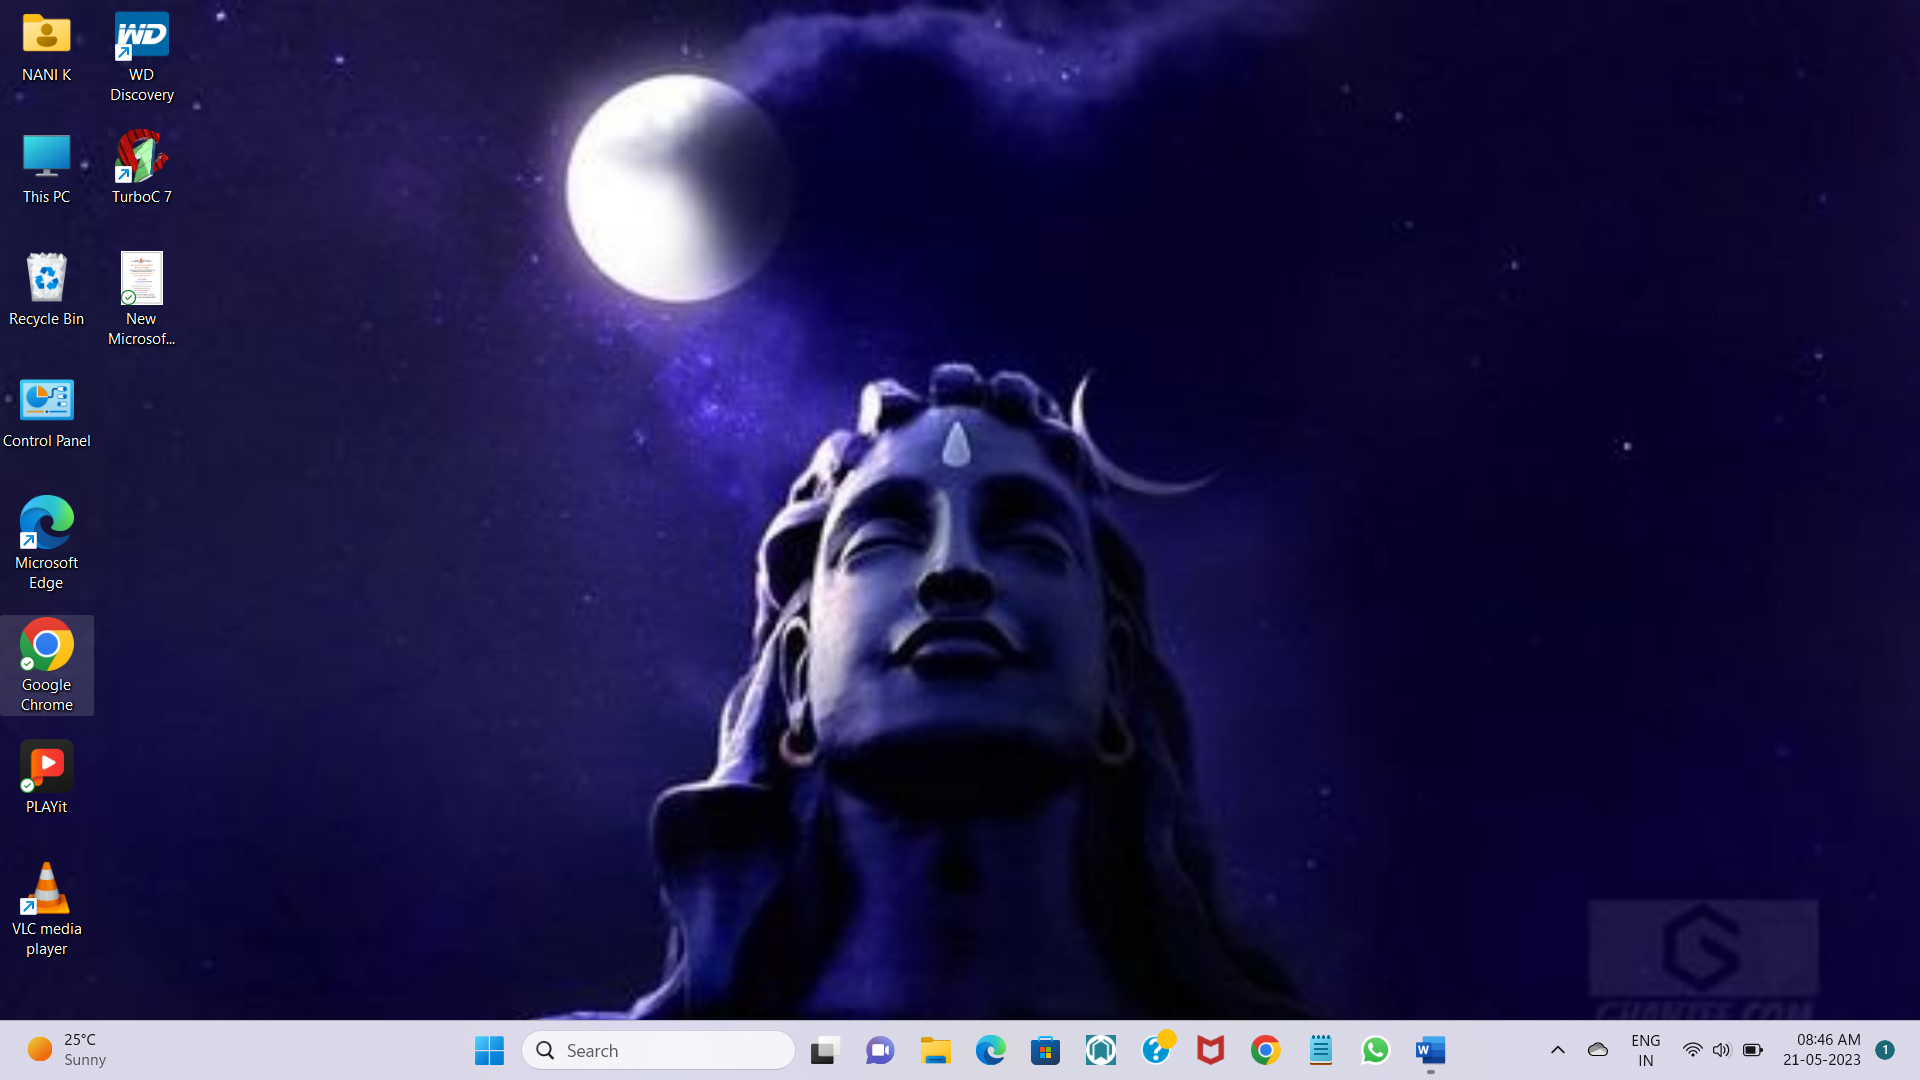 NANI K
WD
Discovery
This PC
TurboC 7
Recycle Bin
New
Microsof...
Control Panel
Microsoft
Edge
Google
Chrome
PLAYit
VLC media
player
25°C
Sunny
Search
ENG
IN
08:46 AM
21-05-2023
1